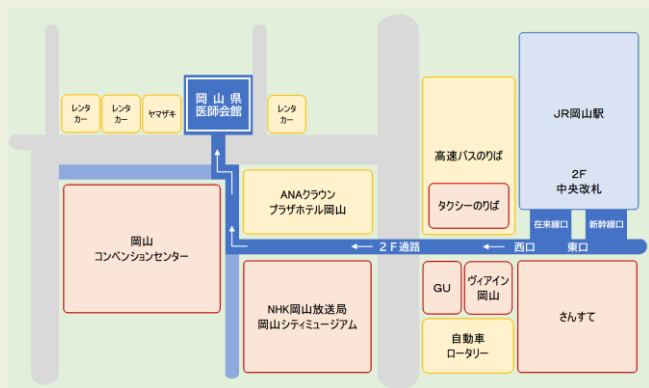 岡山県
医師会館
レンタ
カー
レンタ
カー
ヤマザキ
レンタ
カー
JR岡山駅
2F
中央改札
高速バスのりば
タクシーのりば
ANAクラウン
プラザホテル岡山
在来線口
新幹線口
岡山
コンベンションセンター
2F通路
西口
東口
NHK岡山放送局
岡山シティミュージアム
GU
ヴィアイン
岡山
さんすて
自動車
ロータリー